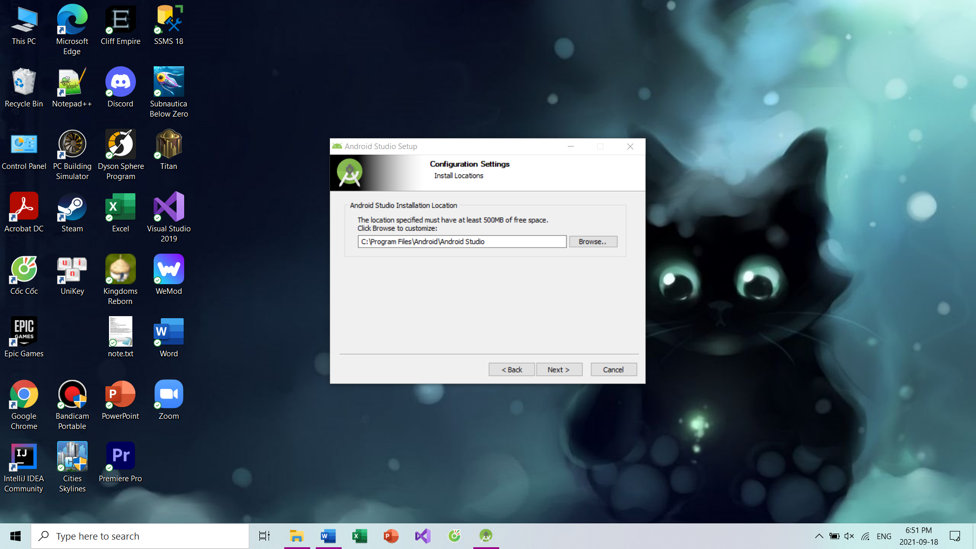 This PC
Microsoft
Edge
Cliff Empire
SSMS 18
Recycle Bin
Notepad++
Discord
Subnautica
Below Zero
Control Panel
PC Building
Simulator
Dyson Sphere
Program
Titan
Acrobat DC
Steam
Excel
Visual Studio
2019
Cốc Cốc
UniKey
Kingdoms
Reborn
WeMod
EPIC
GAMES
Epic Games
note.txt
Word
Google
Chrome
Bandicam
Portable
PowerPoint
Zoom
IntelliJ IDEA
Community
Cities
Skylines
Premiere Pro
Android Studio Setup
Configuration Settings
Install Locations
Android Studio Installation Location
The location specified must have at least 500MB of free space.
Click Browse to customize:
C:\Program Files\Android\Android Studio
Browse...
< Back
Next >
Cancel
Type here to search
ENG
6:51 PM
2021-09-18